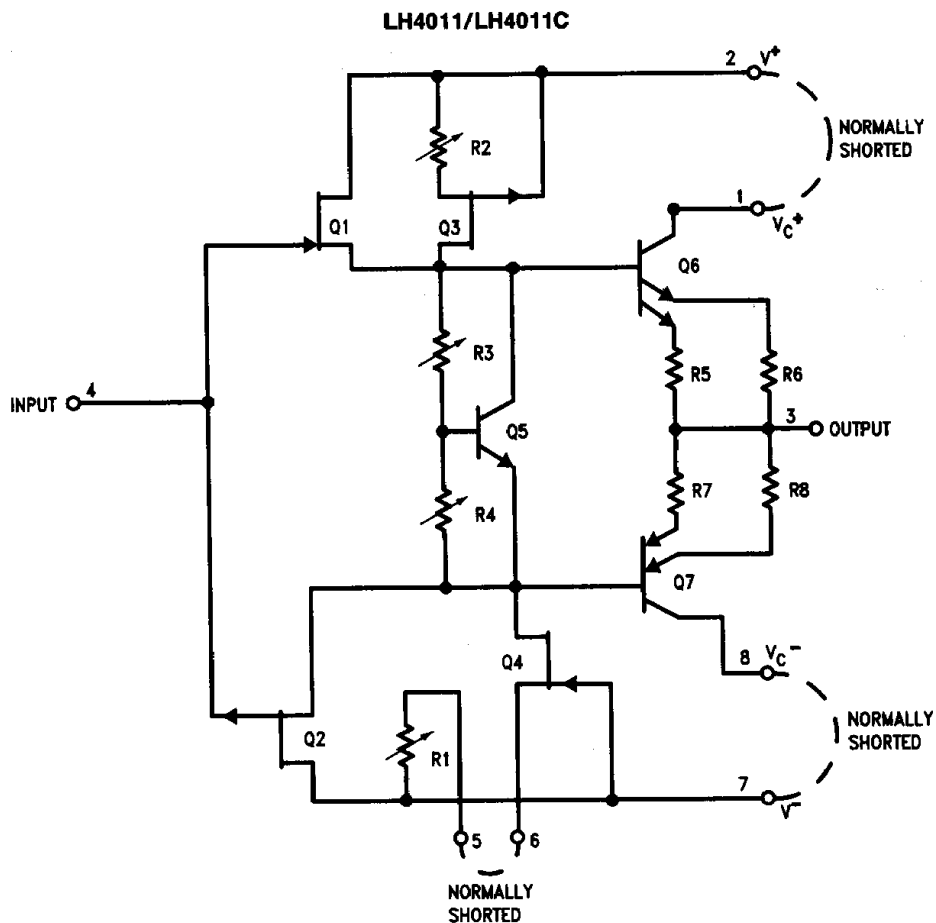 LH4011/LH4011C
2 V+
NORMALLY
SHORTED
R2
1 VC+
Q1
Q3
Q6
R3
R5
R6
4
INPUT
3
OUTPUT
Q5
R4
R7
R8
Q7
Q4
8 VC−
Q2
R1
NORMALLY
SHORTED
7
V−
5
6
NORMALLY
SHORTED